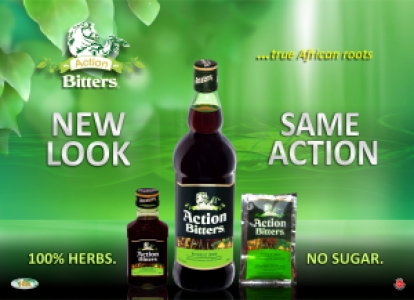 Action
Bitters
...true African roots
NEW
LOOK
SAME
ACTION
Action
Bitters
Action
Bitters
Action
Bitters
100% HERBS.
NO SUGAR.